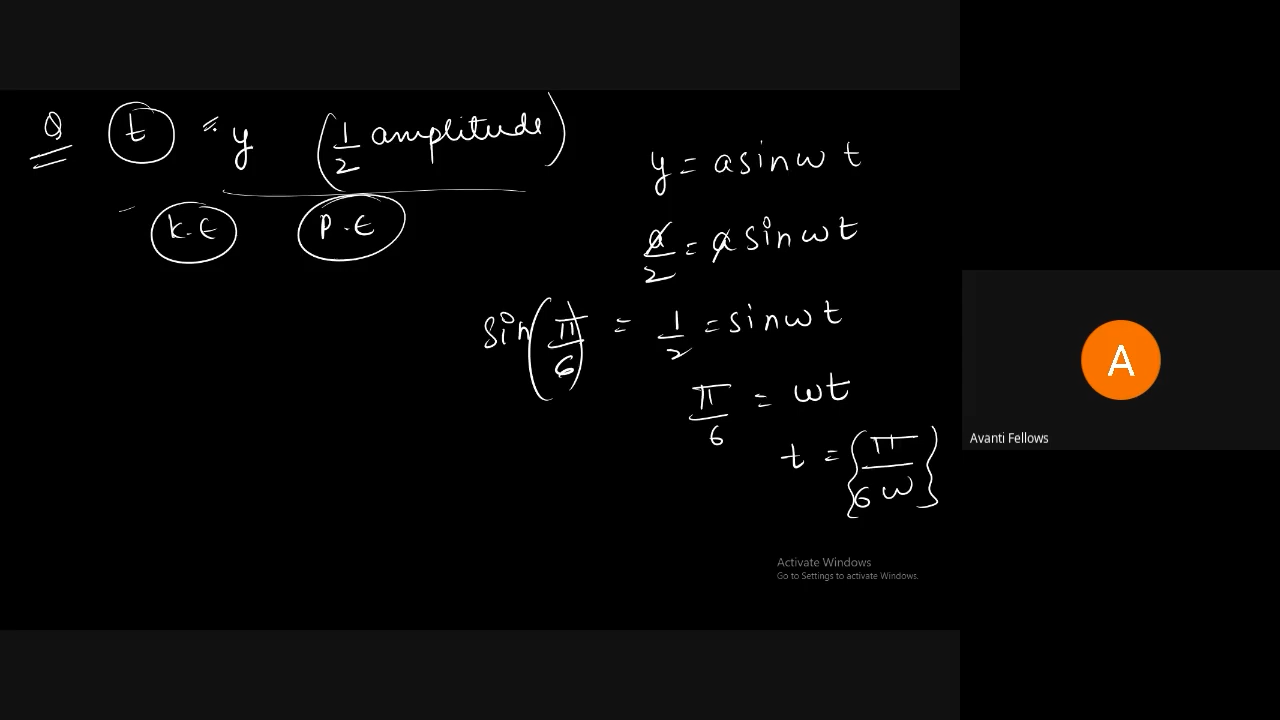 Q t = y (1/2 amplitude)
K.E P.E
y = a sin ω t
a/2 = a sin ω t
sin(π/6) = 1/2 = sin ω t
π/6 = ωt
t = {π/6ω}
A
Avanti Fellows
Activate Windows
Go to Settings to activate Windows.